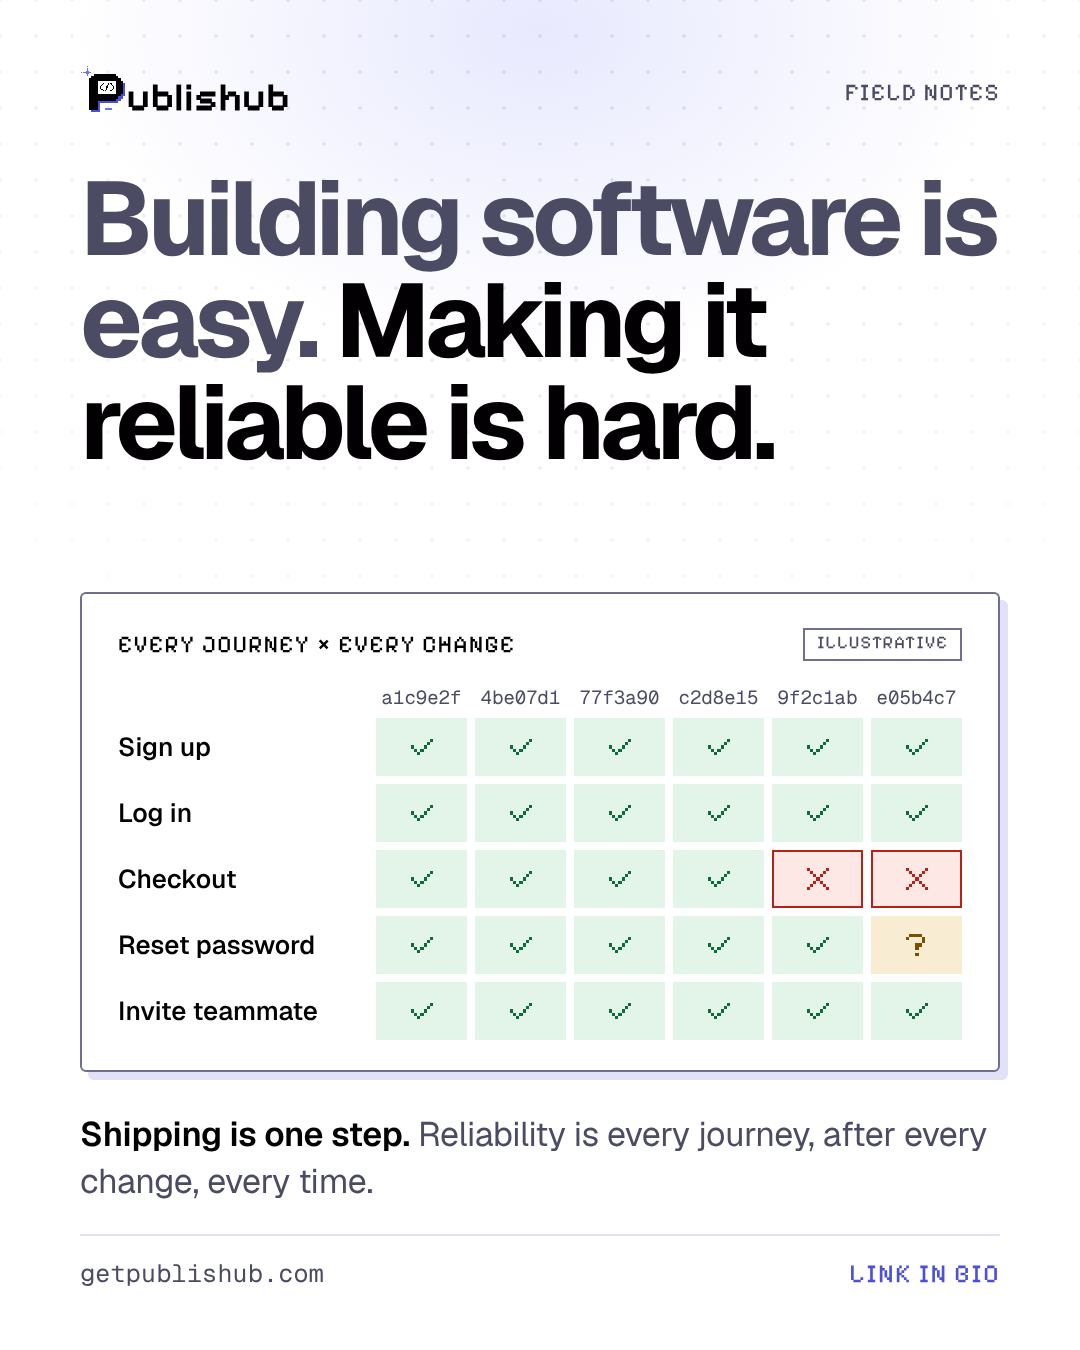 Publishub
FIELD NOTES
Building software is
easy. Making it
reliable is hard.
EVERY JOURNEY × EVERY CHANGE
ILLUSTRATIVE
a1c9e2f 4be07d1 77f3a90 c2d8e15 9f2c1ab e05b4c7
Sign up ✓ ✓ ✓ ✓ ✓ ✓
Log in ✓ ✓ ✓ ✓ ✓ ✓
Checkout ✓ ✓ ✓ ✓ ✕ ✕
Reset password ✓ ✓ ✓ ✓ ✓ ?
Invite teammate ✓ ✓ ✓ ✓ ✓ ✓
Shipping is one step. Reliability is every journey, after every
change, every time.
getpublishub.com
LINK IN BIO